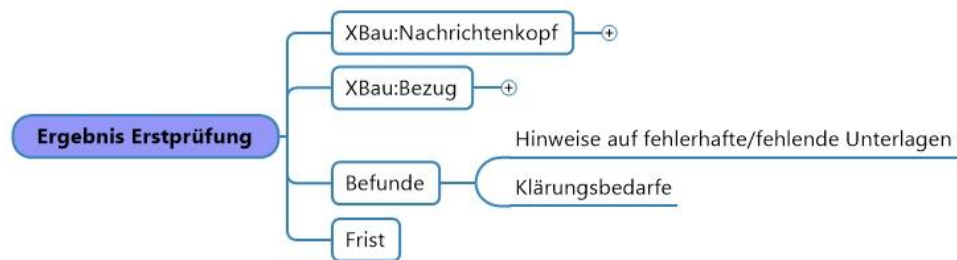 XBau:Nachrichtenkopf
XBau:Bezug
Ergebnis Erstprüfung
Hinweise auf fehlerhafte/fehlende Unterlagen
Befunde
Klärungsbedarfe
Frist